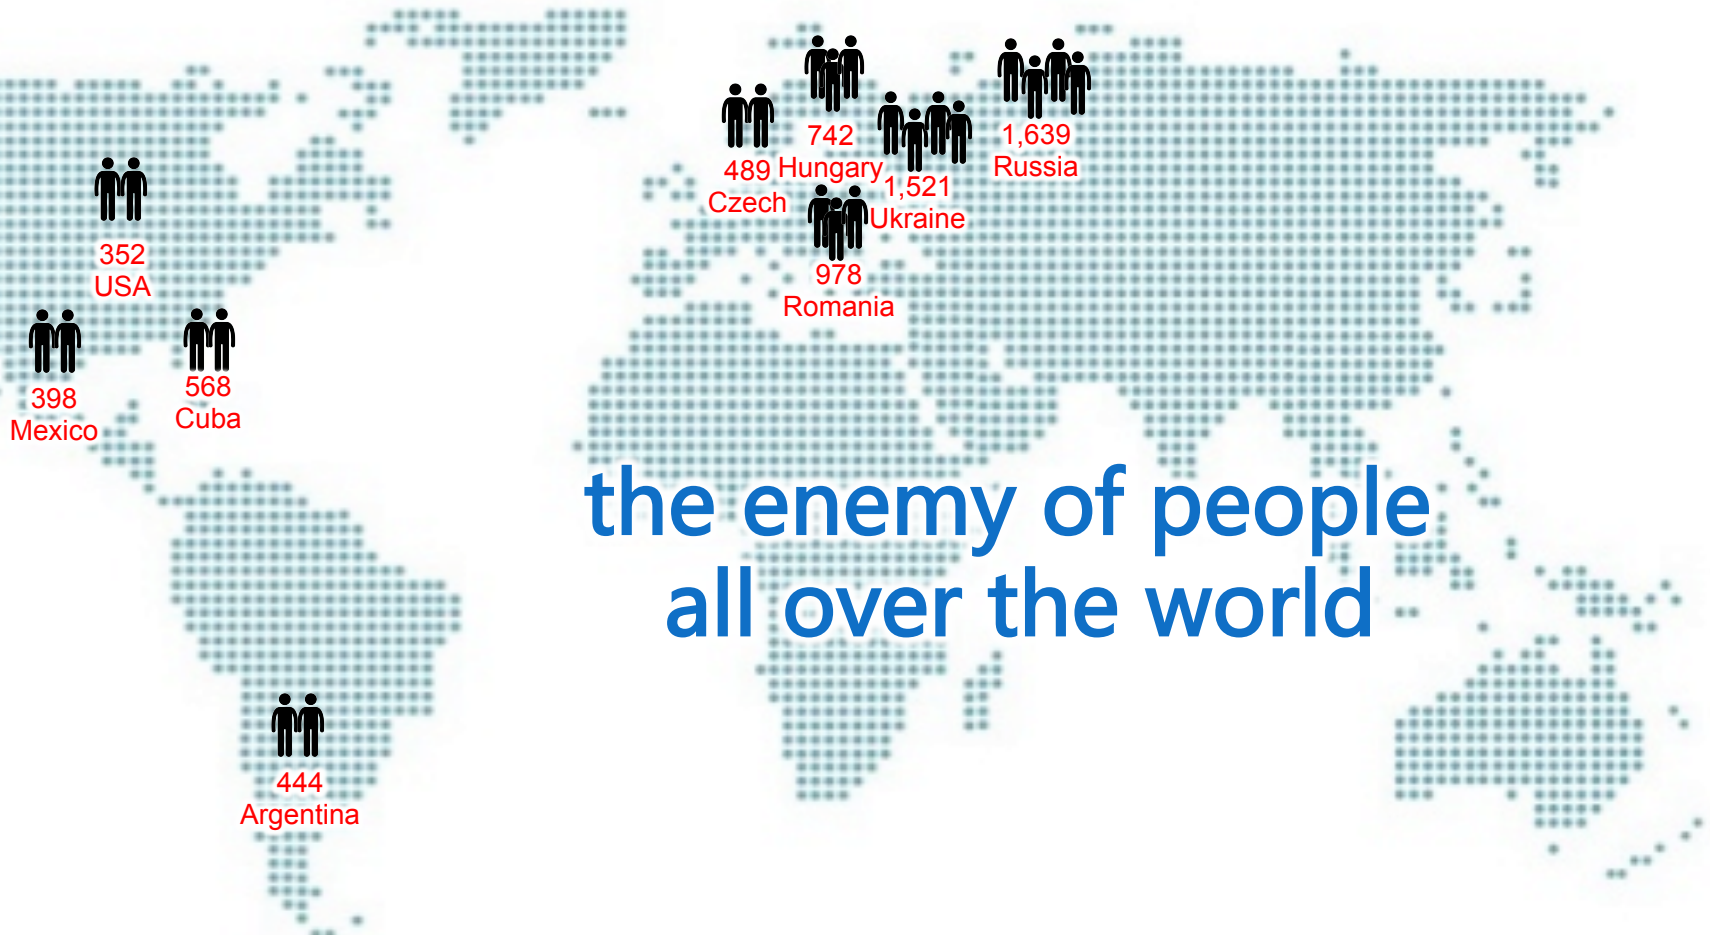 742
Hungary
489
Czech
1,521
Ukraine
1,639
Russia
978
Romania
352
USA
398
Mexico
568
Cuba
the enemy of people
all over the world
444
Argentina